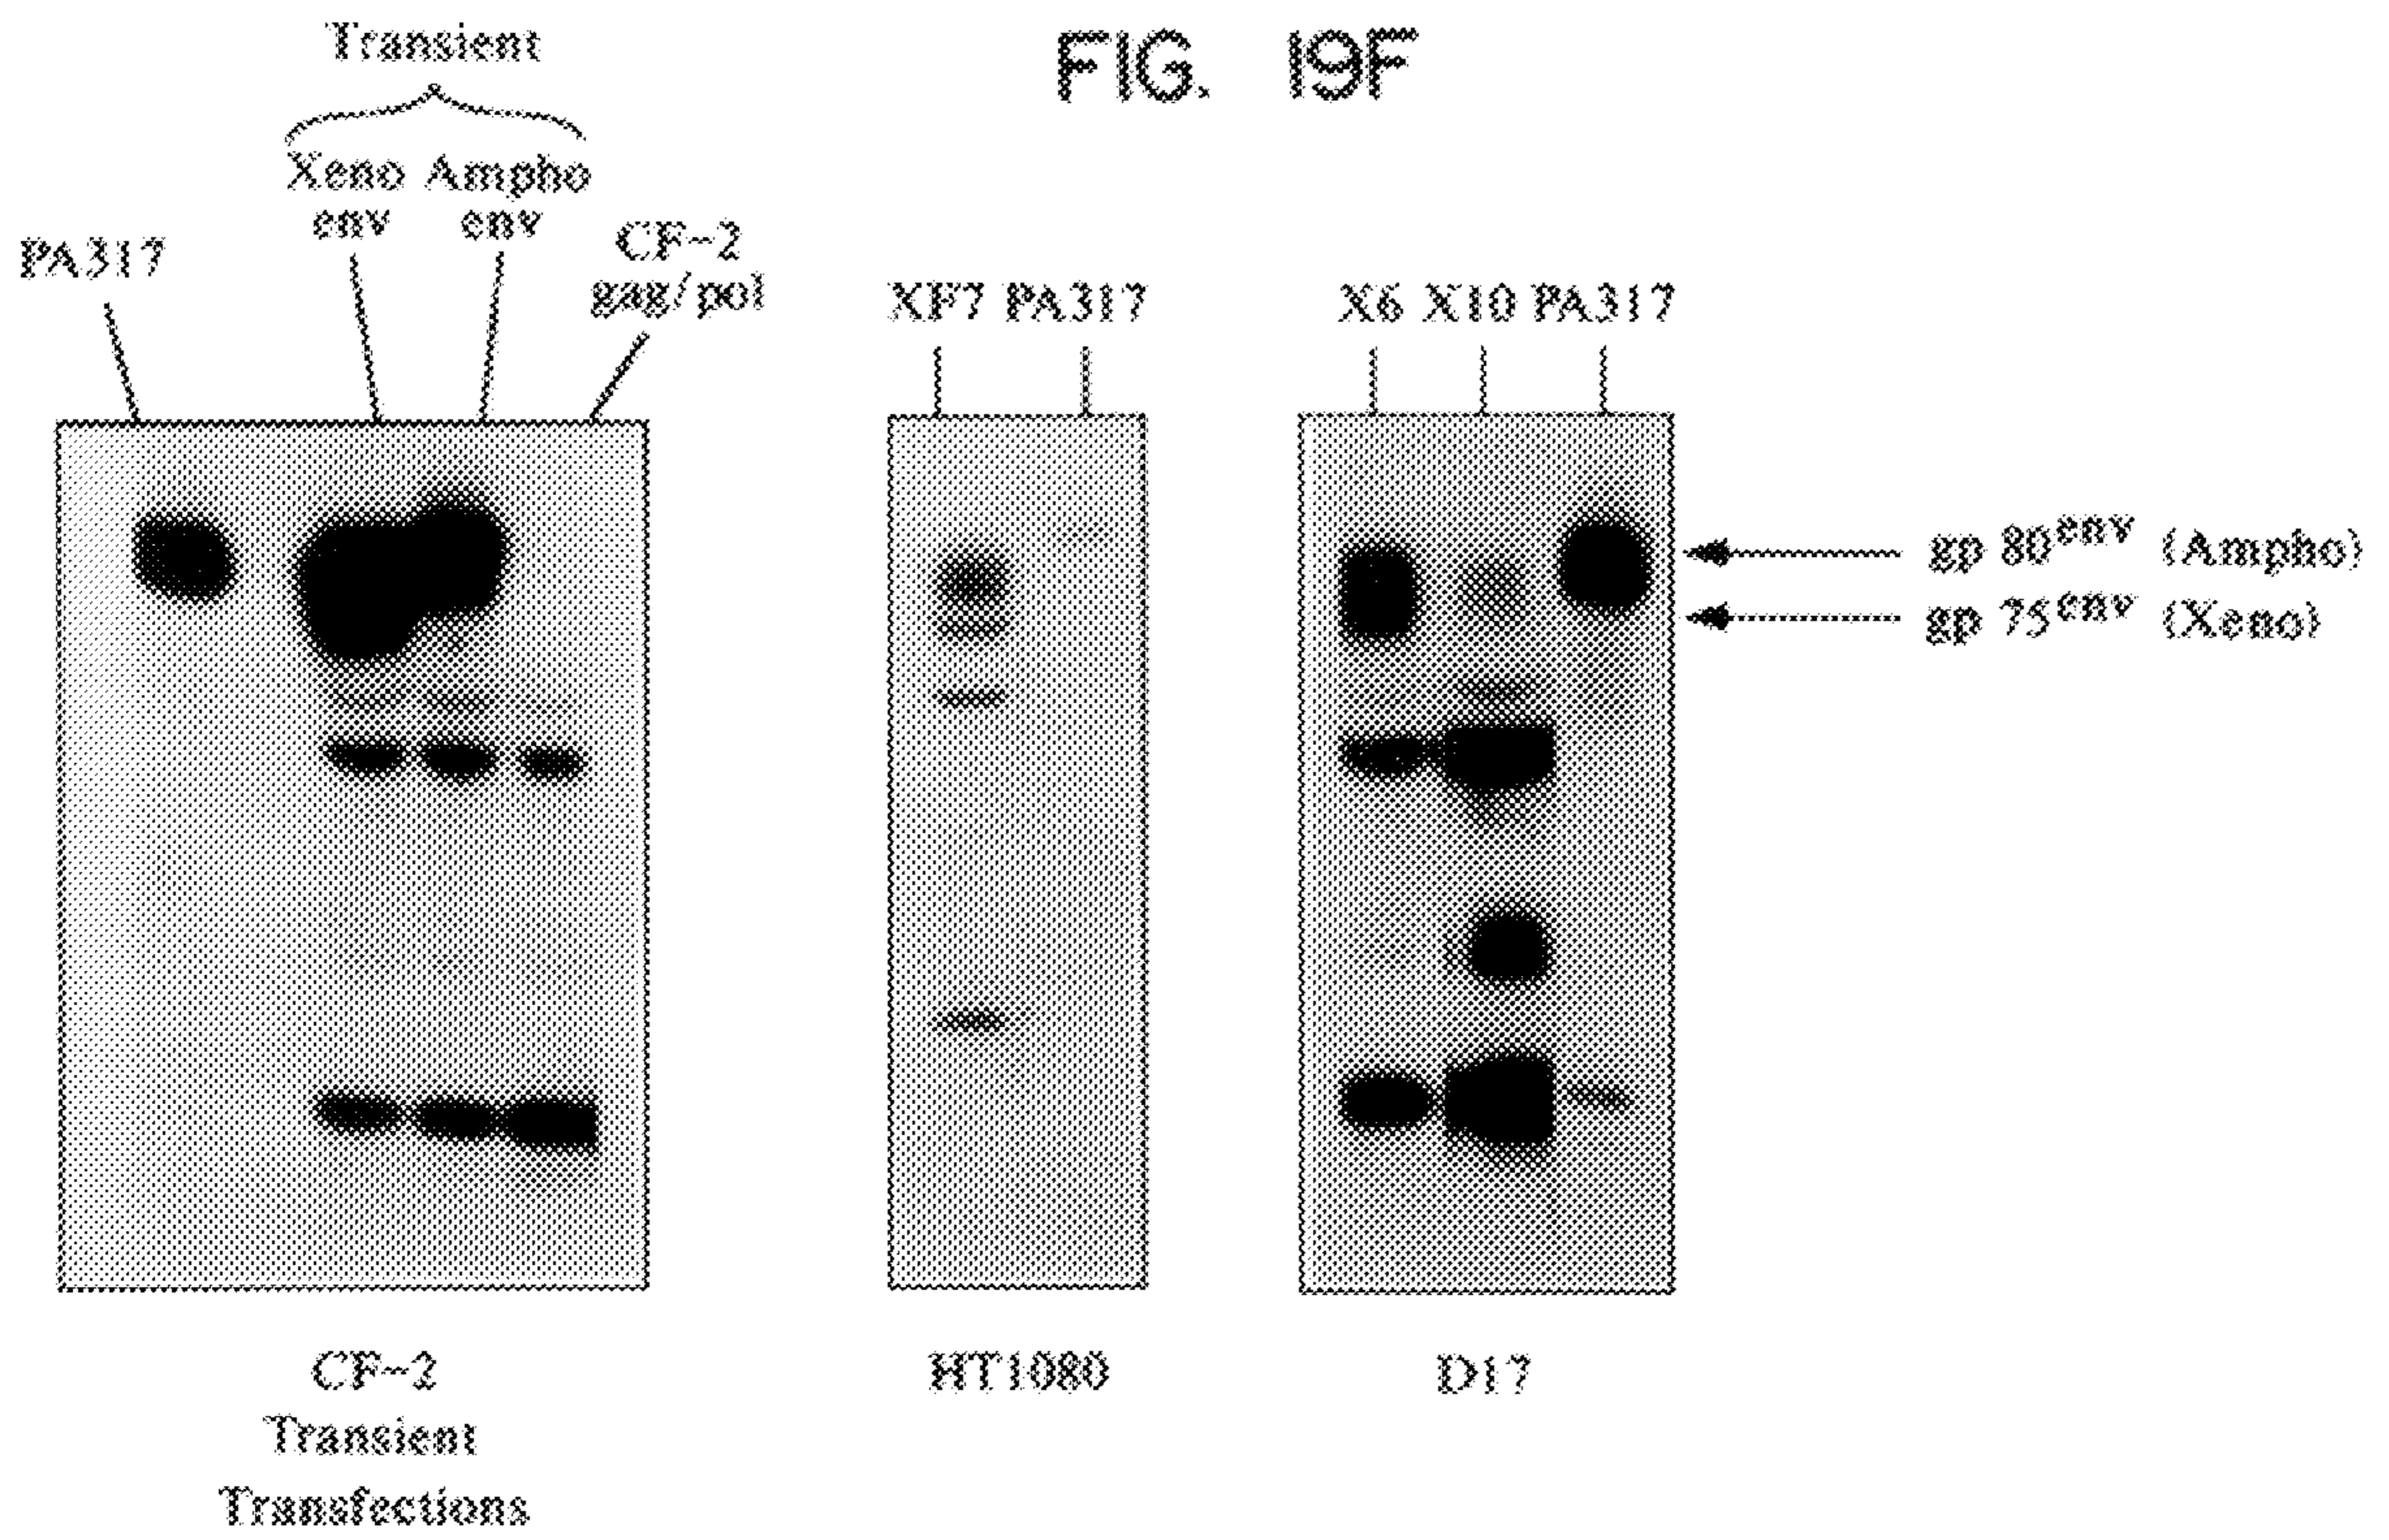 FIG. 19F
Transient
Xeno Ampho
env env
PA317
CF-2
gag/pol
XF7 PA317
X6 X10 PA317
gp 80env (Ampho)
gp 75env (Xeno)
CF-2
Transient
Transfections
HT1080
D17